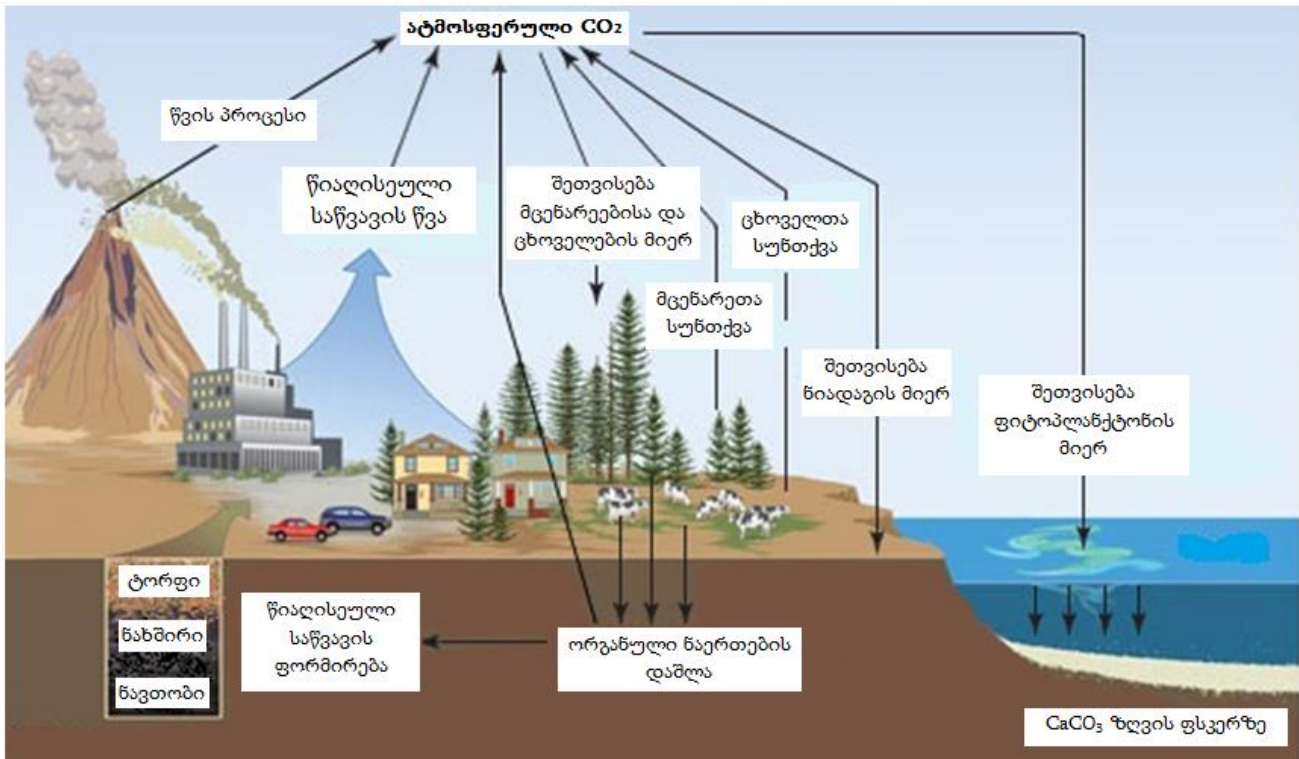 ატმოსფერული CO₂
წვის პროცესი
წიაღისეული
საწვავის წვა
შეთვისება
მცენარეებისა და
ცხოველების მიერ
ცხოველთა
სუნთქვა
მცენარეთა
სუნთქვა
შეთვისება
ნიადაგის მიერ
შეთვისება
ფიტოპლანქტონის
მიერ
ტორფი
ნახშირი
ნავთობი
წიაღისეული
საწვავის
ფორმირება
ორგანული ნაერთების
დაშლა
CaCO₃ ზღვის ფსკერზე